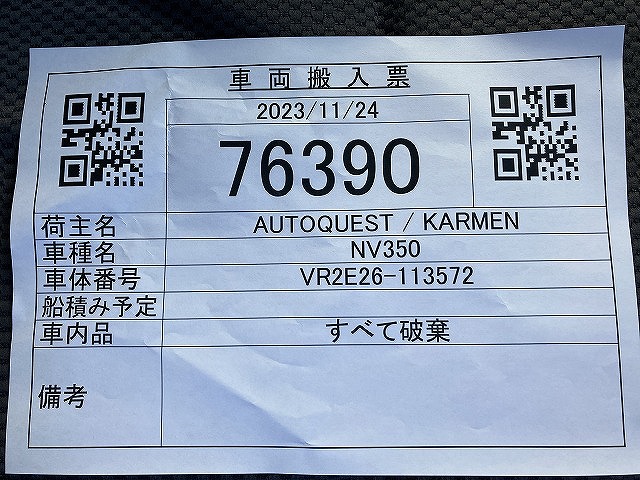 車両搬入票
2023/11/24
76390
荷主名 AUTOQUEST / KARMEN
車種名 NV350
車体番号 VR2E26-113572
船積み予定
車内品 すべて破棄
備考